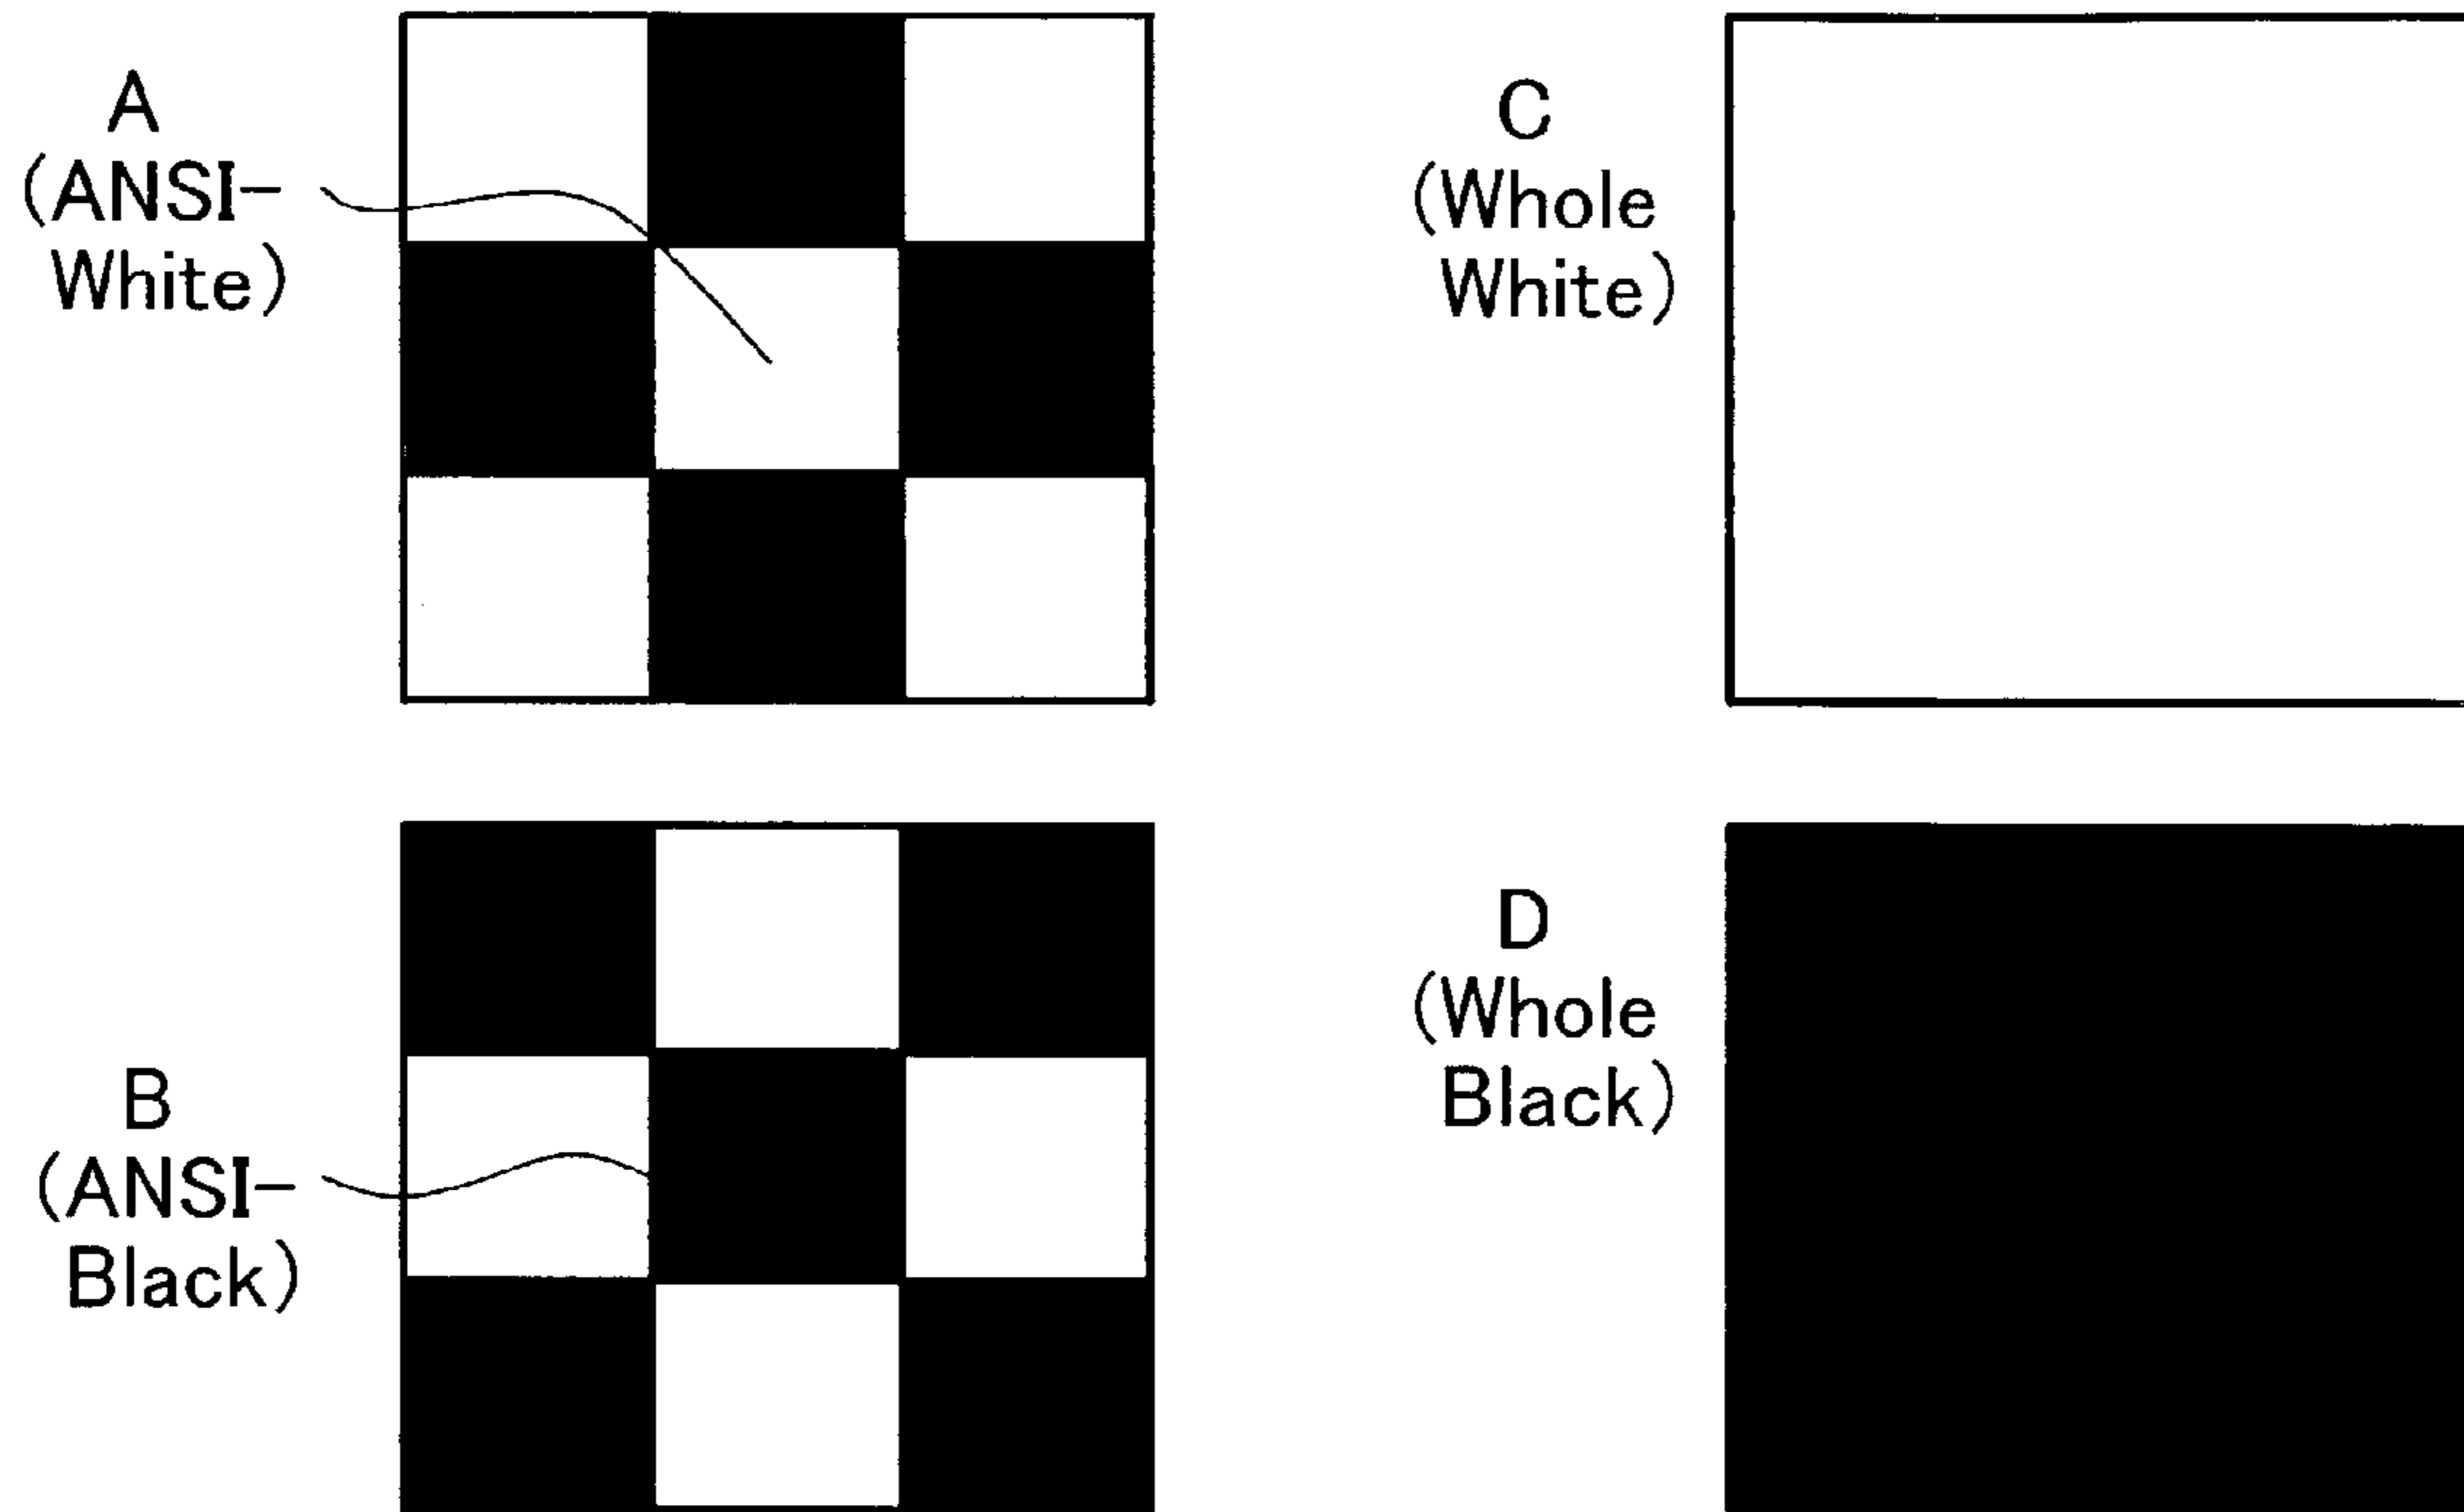 A
(ANSI-
White)
C
(Whole
White)
B
(ANSI-
Black)
D
(Whole
Black)